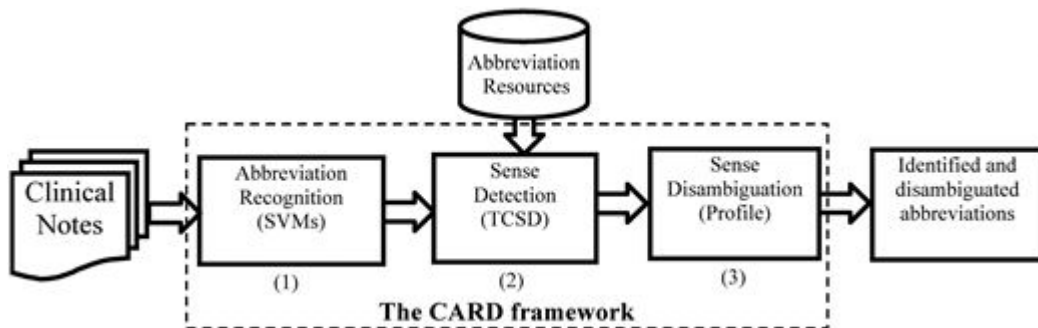 Abbreviation
Resources
Clinical
Notes
Abbreviation
Recognition
(SVMs)
(1)
Sense
Detection
(TCSD)
(2)
Sense
Disambiguation
(Profile)
(3)
Identified and
disambiguated
abbreviations
The CARD framework